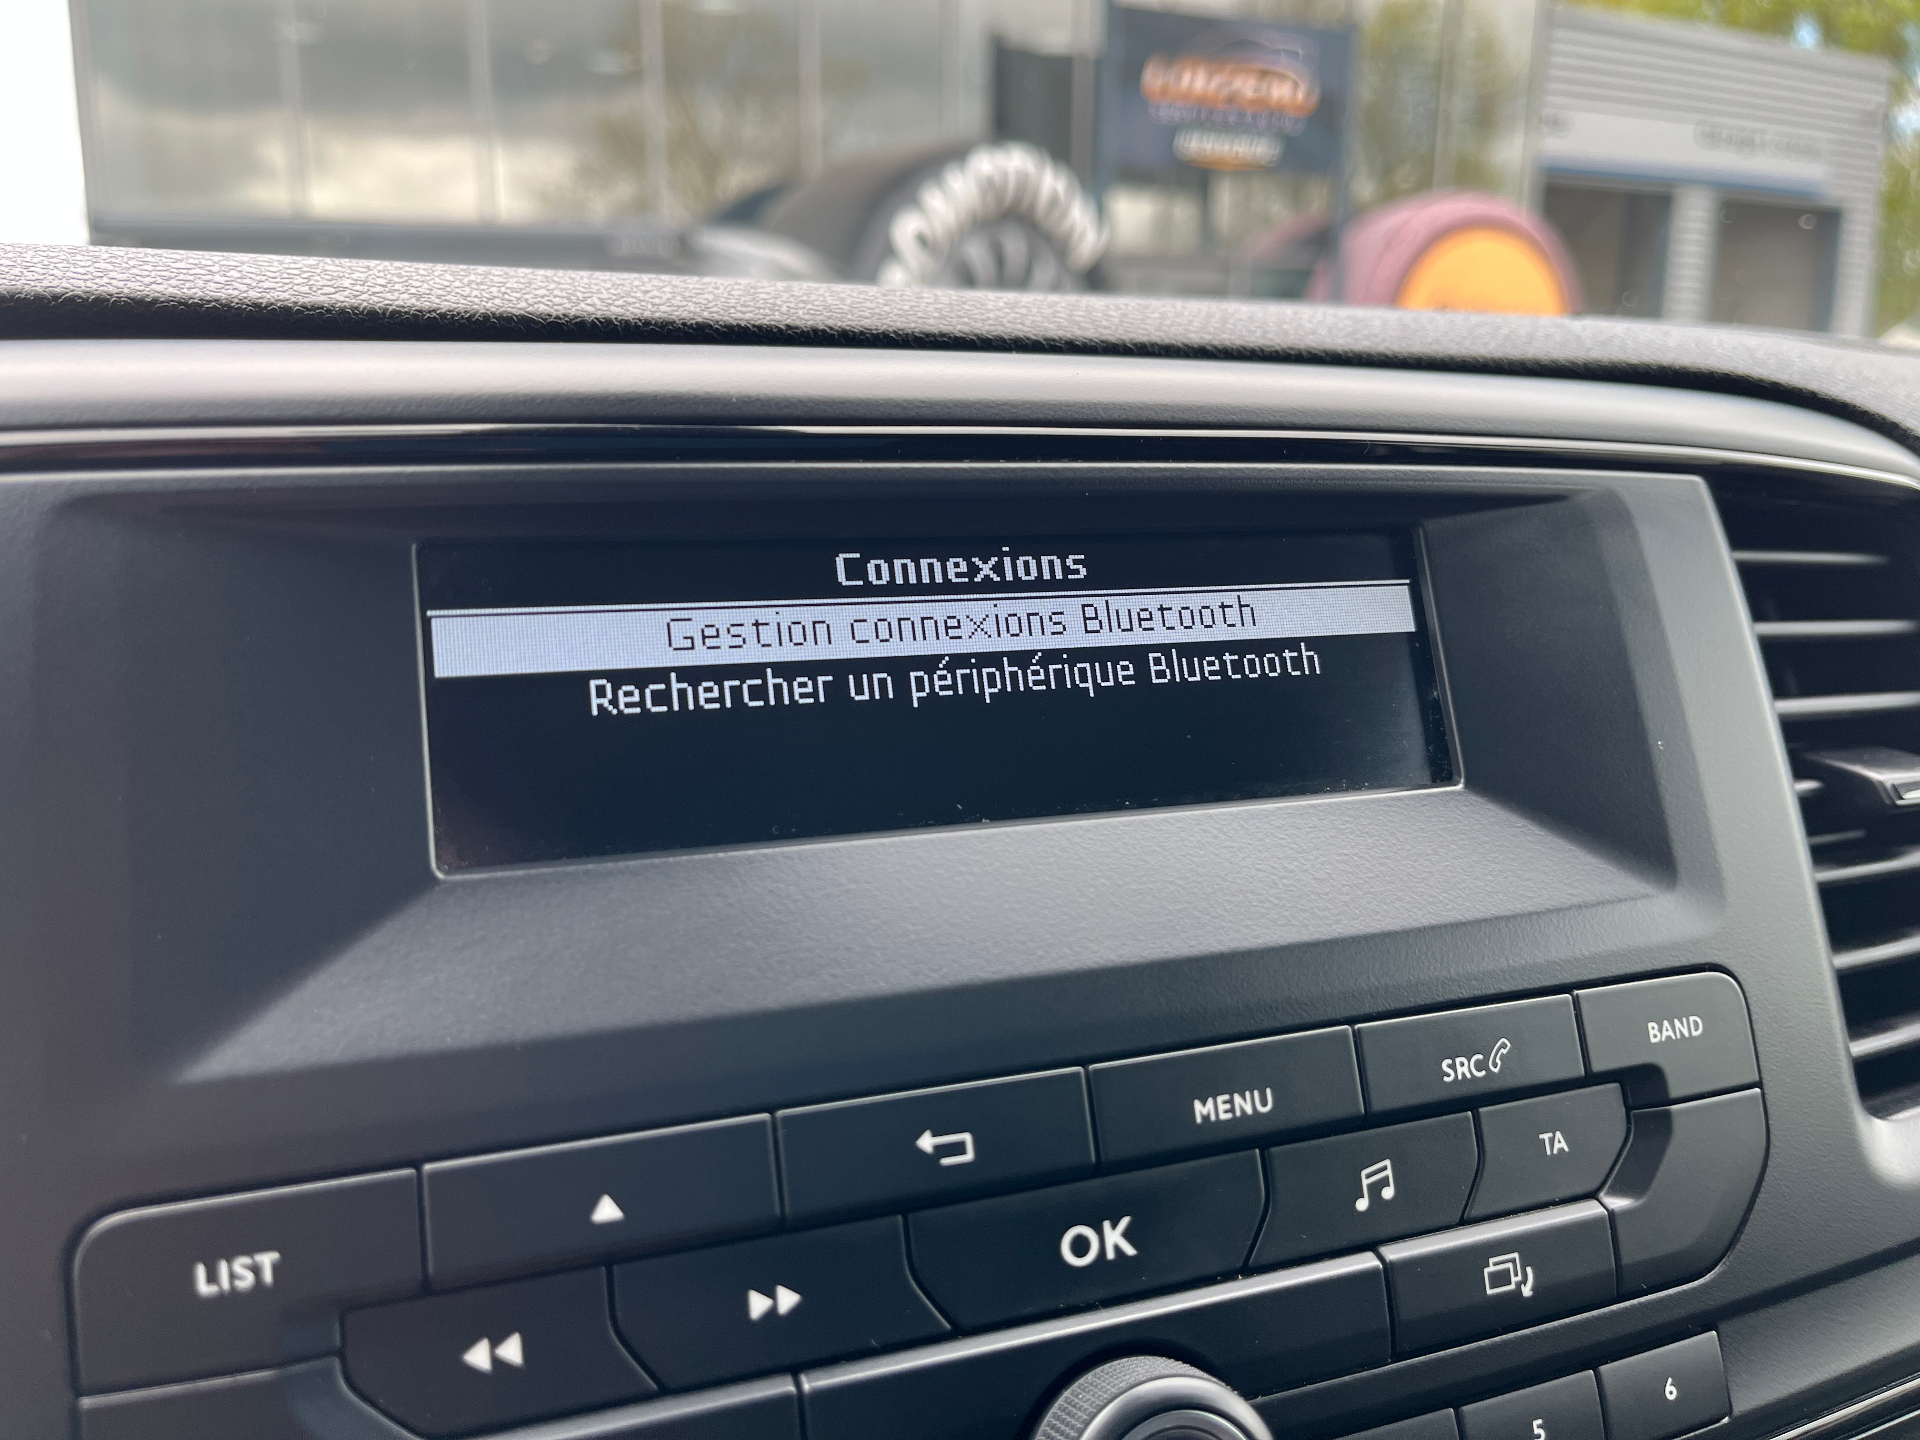 Connexions
Gestion connexions Bluetooth
Rechercher un périphérique Bluetooth
BAND
SRC
MENU
TA
OK
LIST
6
5